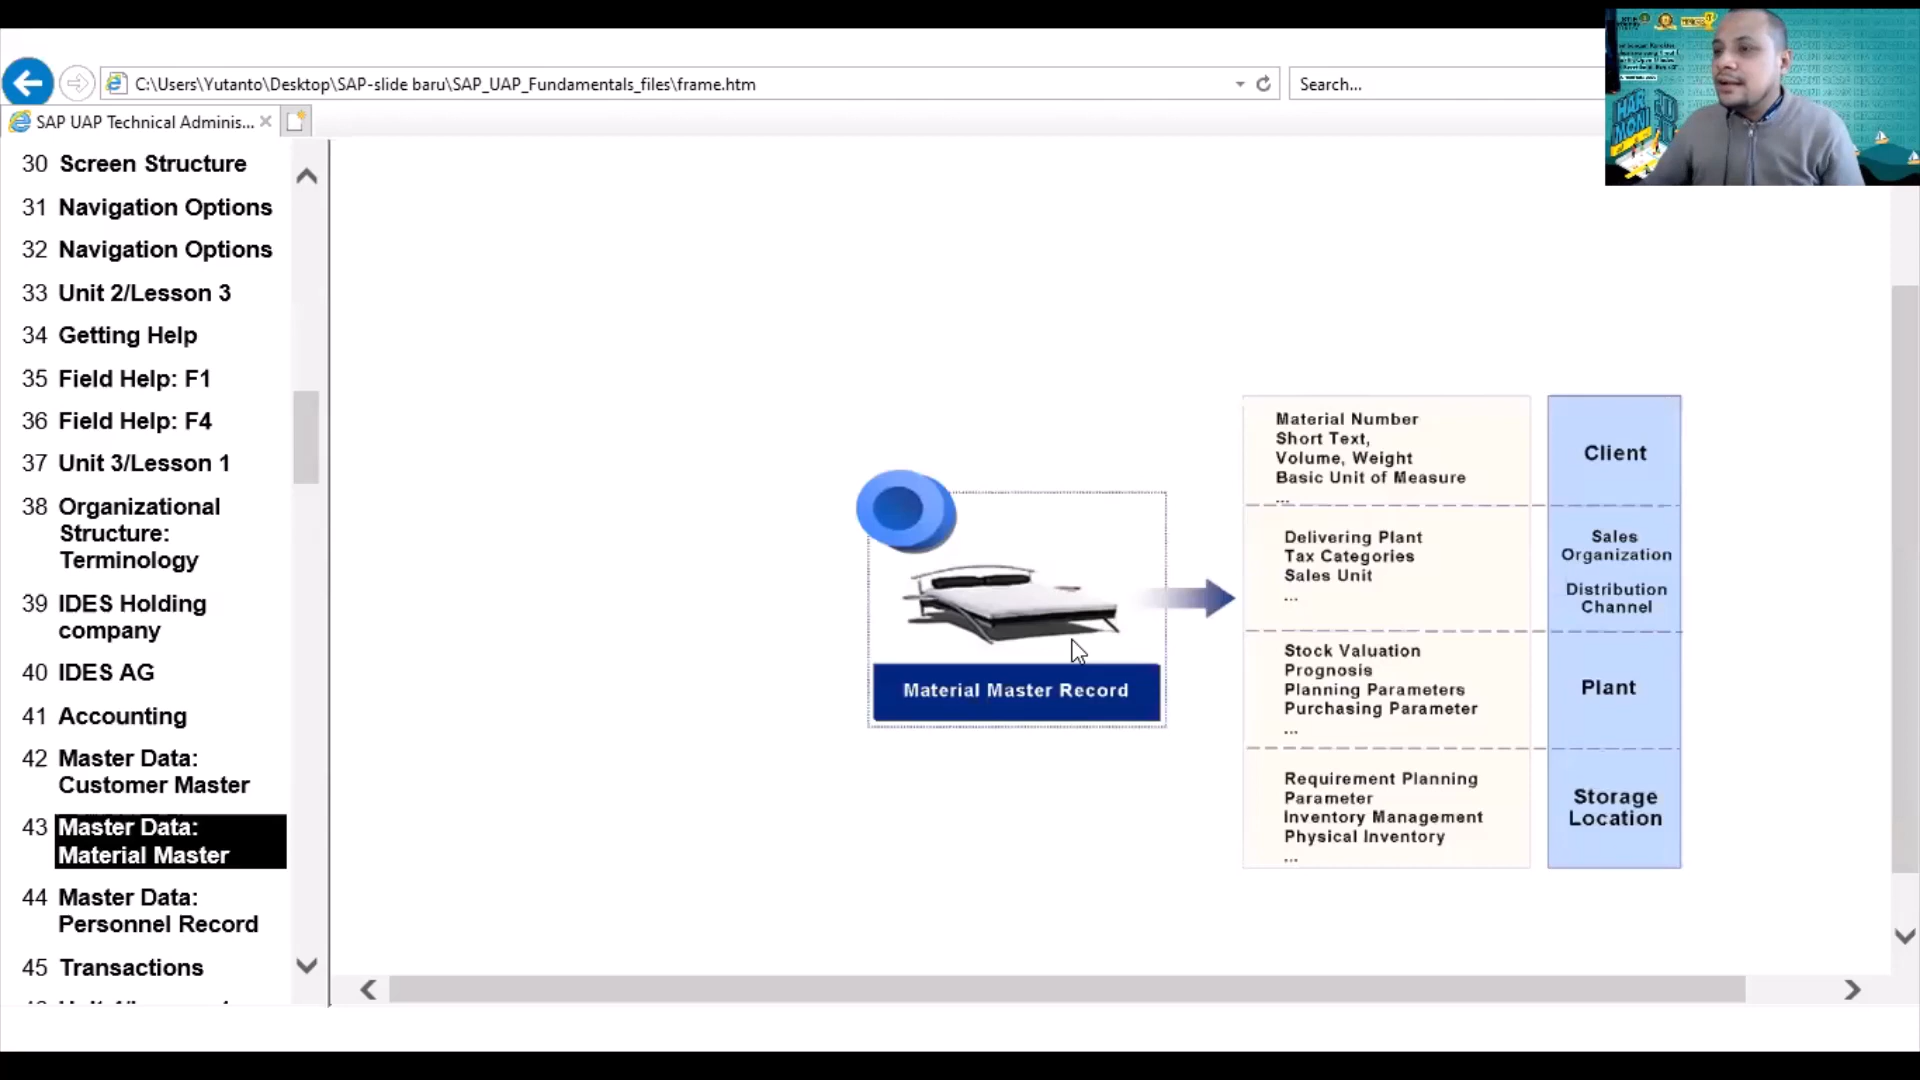 C:\Users\Yutanto\Desktop\SAP-slide baru\SAP_UAP_Fundamentals_files\frame.htm
Search...
SAP UAP Technical Adminis...
30 Screen Structure
31 Navigation Options
32 Navigation Options
33 Unit 2/Lesson 3
34 Getting Help
35 Field Help: F1
36 Field Help: F4
37 Unit 3/Lesson 1
38 Organizational
Structure:
Terminology
39 IDES Holding
company
40 IDES AG
41 Accounting
42 Master Data:
Customer Master
43 Master Data:
Material Master
44 Master Data:
Personnel Record
45 Transactions
Material Master Record
Material Number
Short Text,
Volume, Weight
Basic Unit of Measure
...
Client
Delivering Plant
Tax Categories
Sales Unit
...
Sales
Organization
Distribution
Channel
Stock Valuation
Prognosis
Planning Parameters
Purchasing Parameter
...
Plant
Requirement Planning
Parameter
Inventory Management
Physical Inventory
...
Storage
Location
HAR
MONI